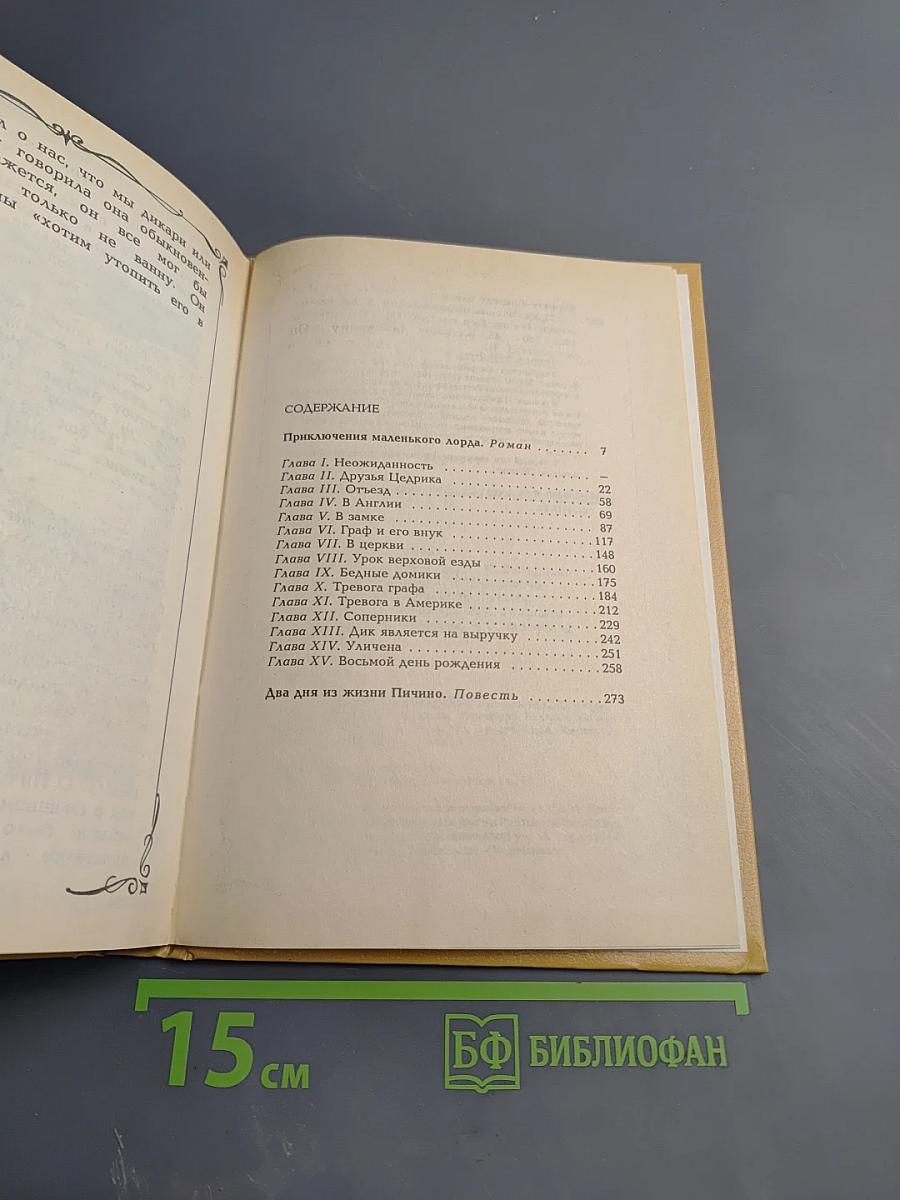 л о нас, что мы дикари или
говорила она обыкновен-
жется, он все мог бы
только не ванну. Он
ы «хотим утопить его в
СОДЕРЖАНИЕ
Приключения маленького лорда. Роман ....... 7
Глава I. Неожиданность .................. –
Глава II. Друзья Цедрика .................. 22
Глава III. Отъезд .................. 58
Глава IV. В Англии .................. 69
Глава V. В замке .................. 87
Глава VI. Граф и его внук .................. 117
Глава VII. В церкви .................. 148
Глава VIII. Урок верховой езды .................. 160
Глава IX. Бедные домики .................. 175
Глава X. Тревога графа .................. 184
Глава XI. Тревога в Америке .................. 212
Глава XII. Соперники .................. 229
Глава XIII. Дик является на выручку .................. 242
Глава XIV. Уличена .................. 251
Глава XV. Восьмой день рождения .................. 258
Два дня из жизни Пичино. Повесть ......... 273
15 см
БФ БИБЛИОФАН